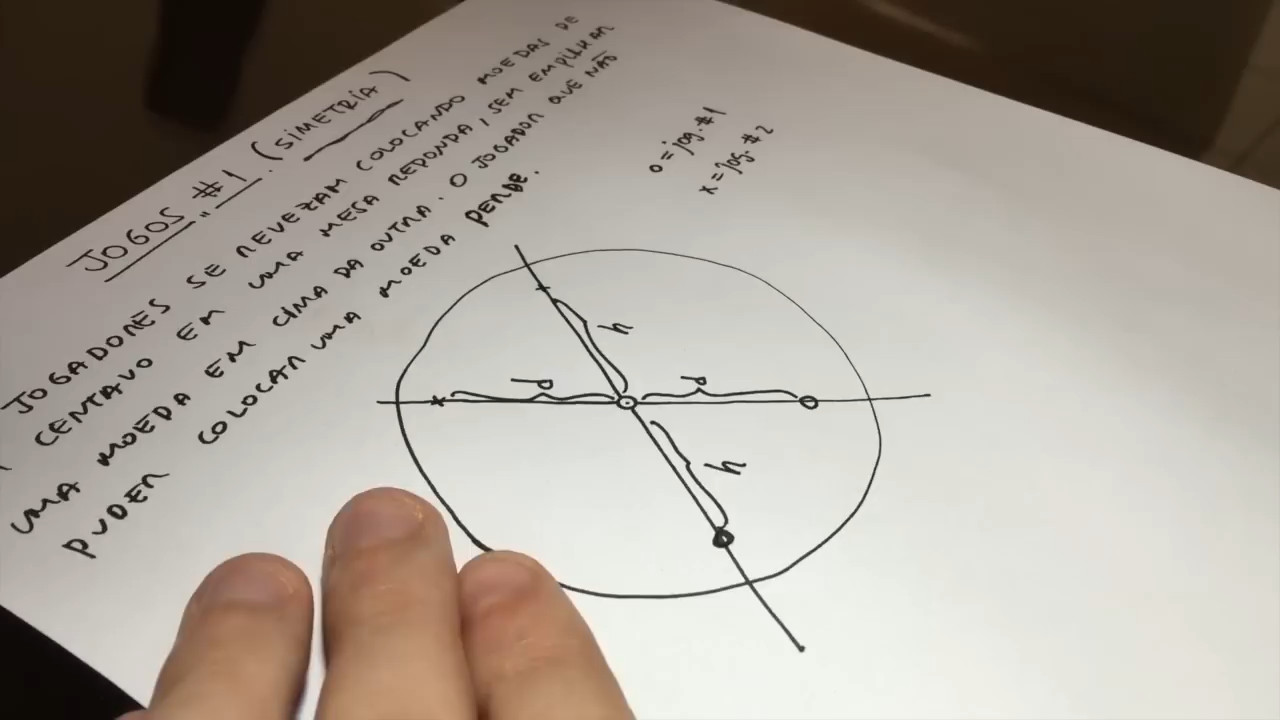 JOGOS #1. (SIMETRIA)
JOGADORES SE REVEZAM COLOCANDO MOEDAS DE
1 CENTAVO EM UMA MESA REDONDA, SEM EMPILHAR
UMA MOEDA EM CIMA DA OUTRA. O JOGADOR QUE NÃO
PUDER COLOCAR UMA MOEDA PERDE.
o = jog. #1
x = jog. #2
h
d
d
h